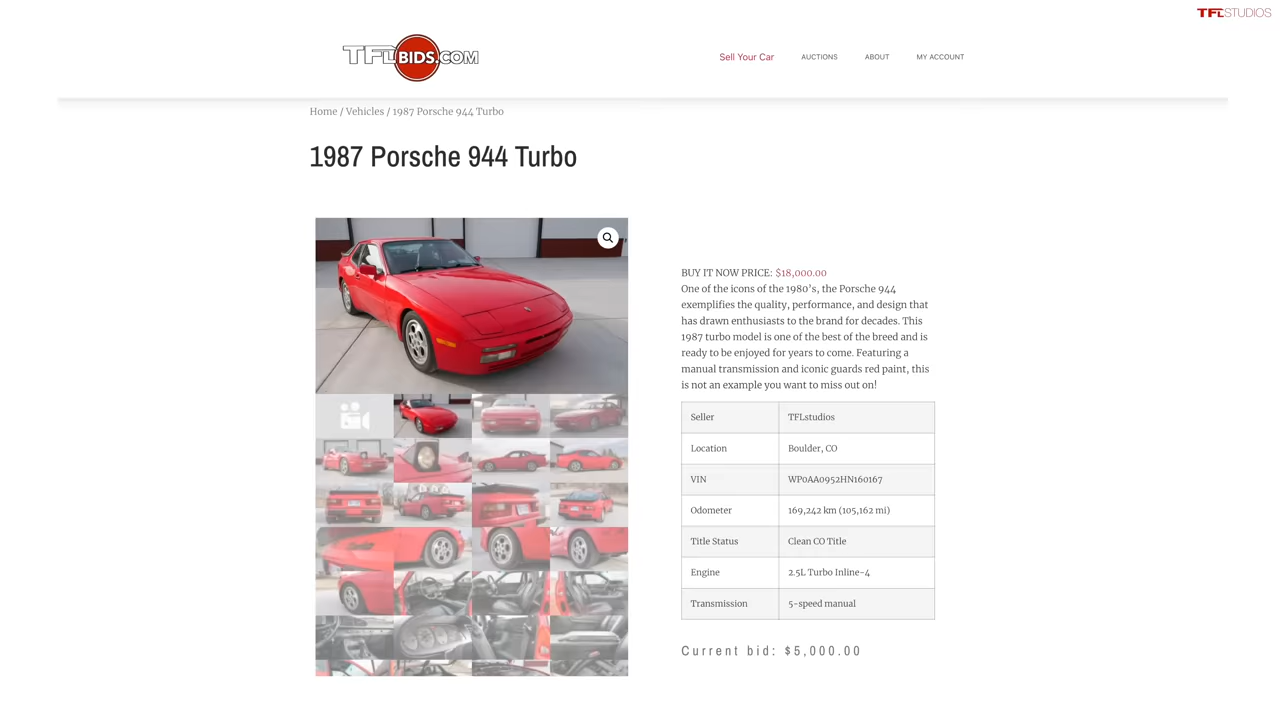 TFLSTUDIOS
TFLBIDS.COM
Sell Your Car
AUCTIONS
ABOUT
MY ACCOUNT
Home / Vehicles / 1987 Porsche 944 Turbo
1987 Porsche 944 Turbo
BUY IT NOW PRICE: $18,000.00
One of the icons of the 1980's, the Porsche 944
exemplifies the quality, performance, and design that
has drawn enthusiasts to the brand for decades. This
1987 turbo model is one of the best of the breed and is
ready to be enjoyed for years to come. Featuring a
manual transmission and iconic guards red paint, this
is not an example you want to miss out on!
Seller TFLstudios
Location Boulder, CO
VIN WP0AA0952HN160167
Odometer 169,242 km (105,162 mi)
Title Status Clean CO Title
Engine 2.5L Turbo Inline-4
Transmission 5-speed manual
Current bid: $5,000.00